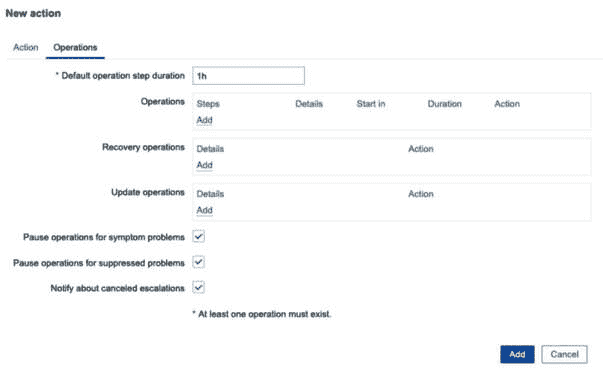 New action
Action Operations
* Default operation step duration 1h
Operations Steps Details Start in Duration Action
Add
Recovery operations Details Action
Add
Update operations Details Action
Add
Pause operations for symptom problems
Pause operations for suppressed problems
Notify about canceled escalations
* At least one operation must exist.
Add Cancel